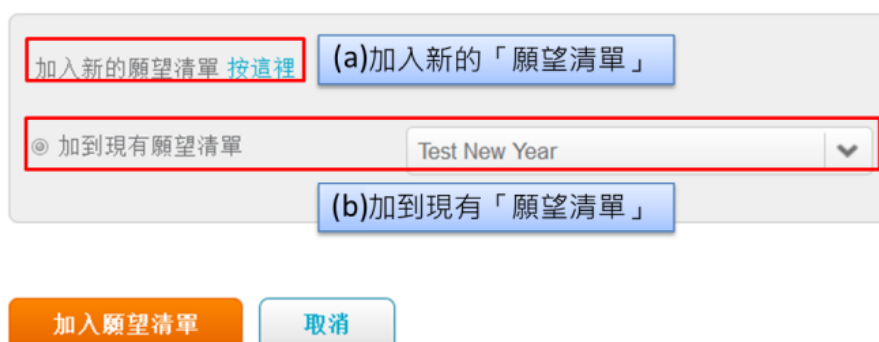 加入新的願望清單 按這裡
(a)加入新的「願望清單」
加到現有願望清單
Test New Year
(b)加到現有「願望清單」
加入願望清單
取消